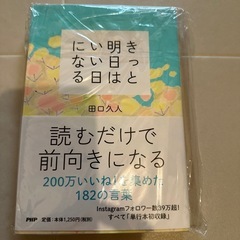 きっと
明日は
いい日
になる
田口久人
読むだけで
前向きになる
200万いいね!を集めた
182の言葉
Instagramフォロワー数39万超!
すべて「単行本初収録」
PHP
定価:本体1,250円(税別)